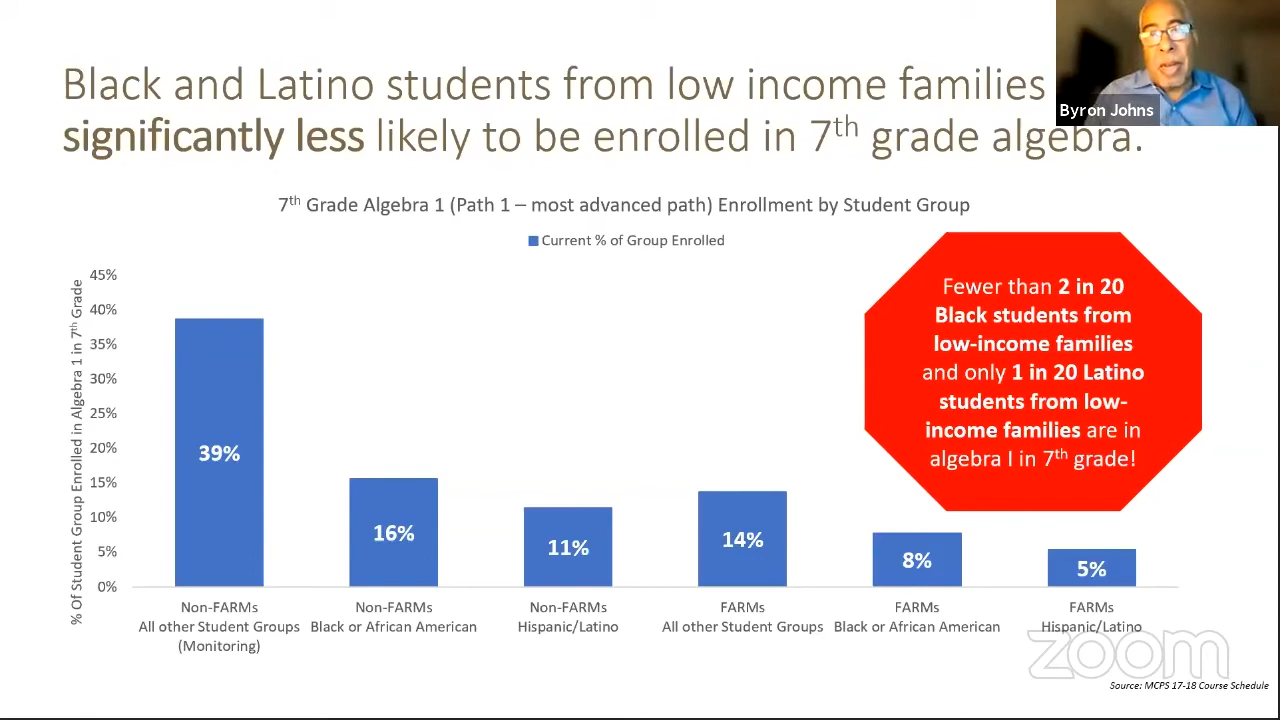 Black and Latino students from low income families
significantly less likely to be enrolled in 7th grade algebra.
Byron Johns
7th Grade Algebra 1 (Path 1 – most advanced path) Enrollment by Student Group
Current % of Group Enrolled
% Of Student Group Enrolled in Algebra 1 in 7th Grade
45%
40%
35%
30%
25%
20%
15%
10%
5%
0%
39%
16%
11%
14%
8%
5%
Fewer than 2 in 20
Black students from
low-income families
and only 1 in 20 Latino
students from low-
income families are in
algebra I in 7th grade!
Non-FARMs
All other Student Groups
(Monitoring)
Non-FARMs
Black or African American
Non-FARMs
Hispanic/Latino
FARMs
All other Student Groups
FARMs
Black or African American
FARMs
Hispanic/Latino
zoom
Source: MCPS 17-18 Course Schedule